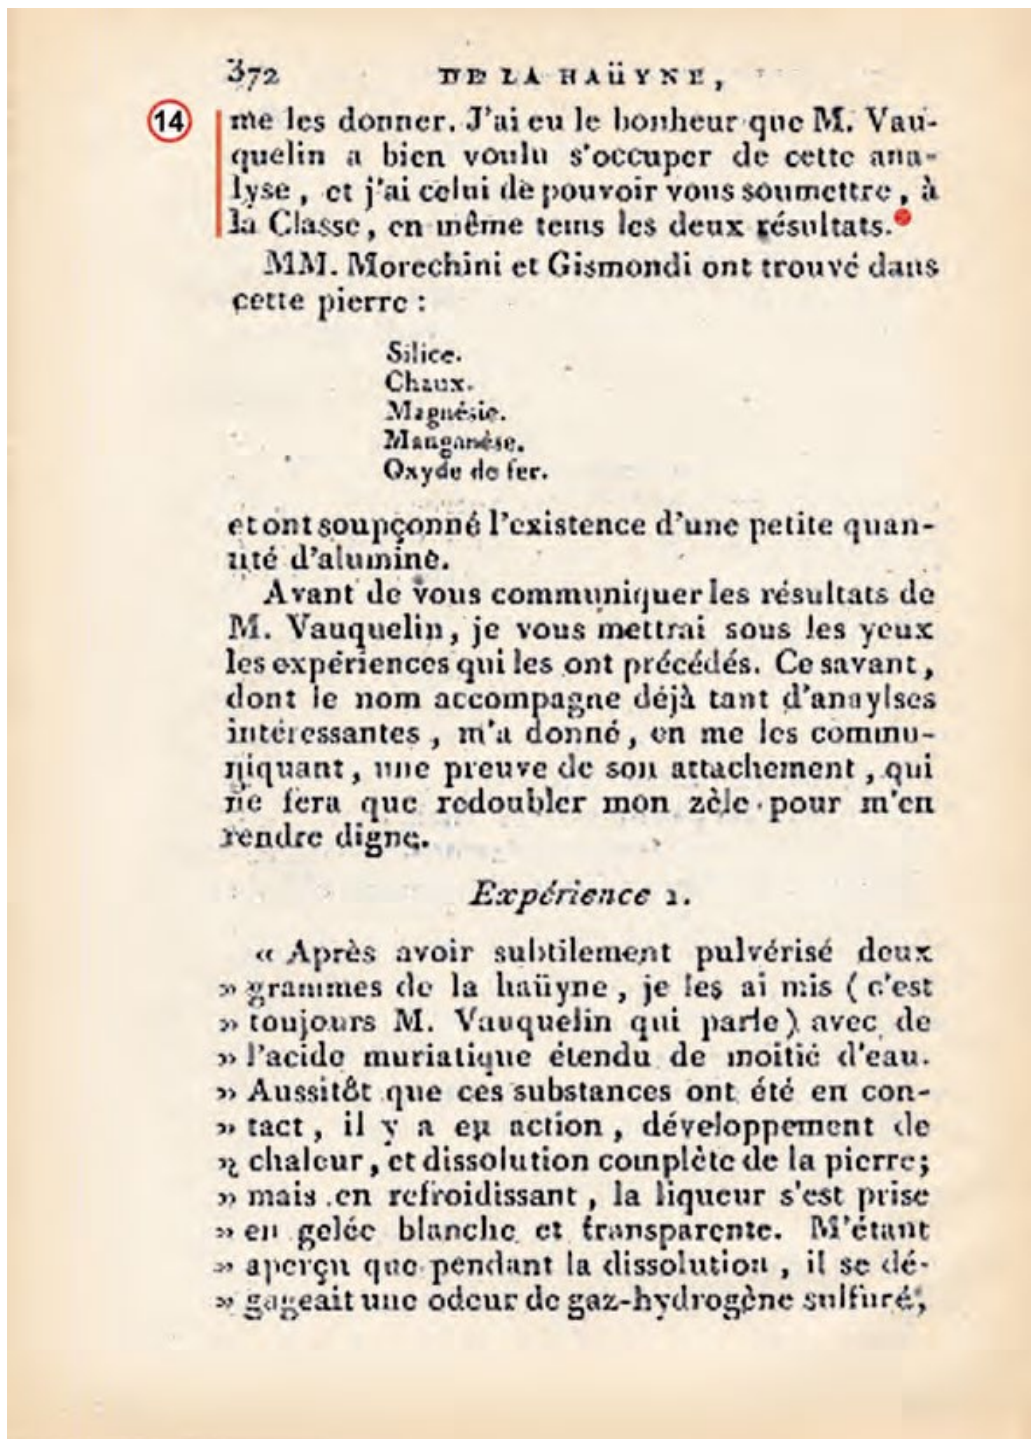 372 DE LA HAÜYNE,
14
me les donner. J'ai eu le bonheur que M. Vau-
quelin a bien voulu s'occuper de cette ana-
lyse, et j'ai celui de pouvoir vous soumettre, à
la Classe, en même tems les deux résultats.
MM. Morechini et Gismondi ont trouvé dans
cette pierre :
Silice.
Chaux.
Magnésie.
Manganèse.
Oxyde de fer.
et ont soupçonné l'existence d'une petite quan-
tité d'alumine.
Avant de vous communiquer les résultats de
M. Vauquelin, je vous mettrai sous les yeux
les expériences qui les ont précédés. Ce savant,
dont le nom accompagne déjà tant d'anaylses
intéressantes, m'a donné, en me les commu-
niquant, une preuve de son attachement, qui
ne fera que redoubler mon zèle pour m'en
rendre digne.
Expérience 1.
« Après avoir subtilement pulvérisé deux
» grammes de la haüyne, je les ai mis (c'est
» toujours M. Vauquelin qui parle) avec de
» l'acide muriatique étendu de moitié d'eau.
» Aussitôt que ces substances ont été en con-
» tact, il y a eu action, développement de
» chaleur, et dissolution complète de la pierre;
» mais en refroidissant, la liqueur s'est prise
» en gelée blanche et transparente. M'étant
» aperçu que pendant la dissolution, il se dé-
» gageait une odeur de gaz-hydrogène sulfuré,